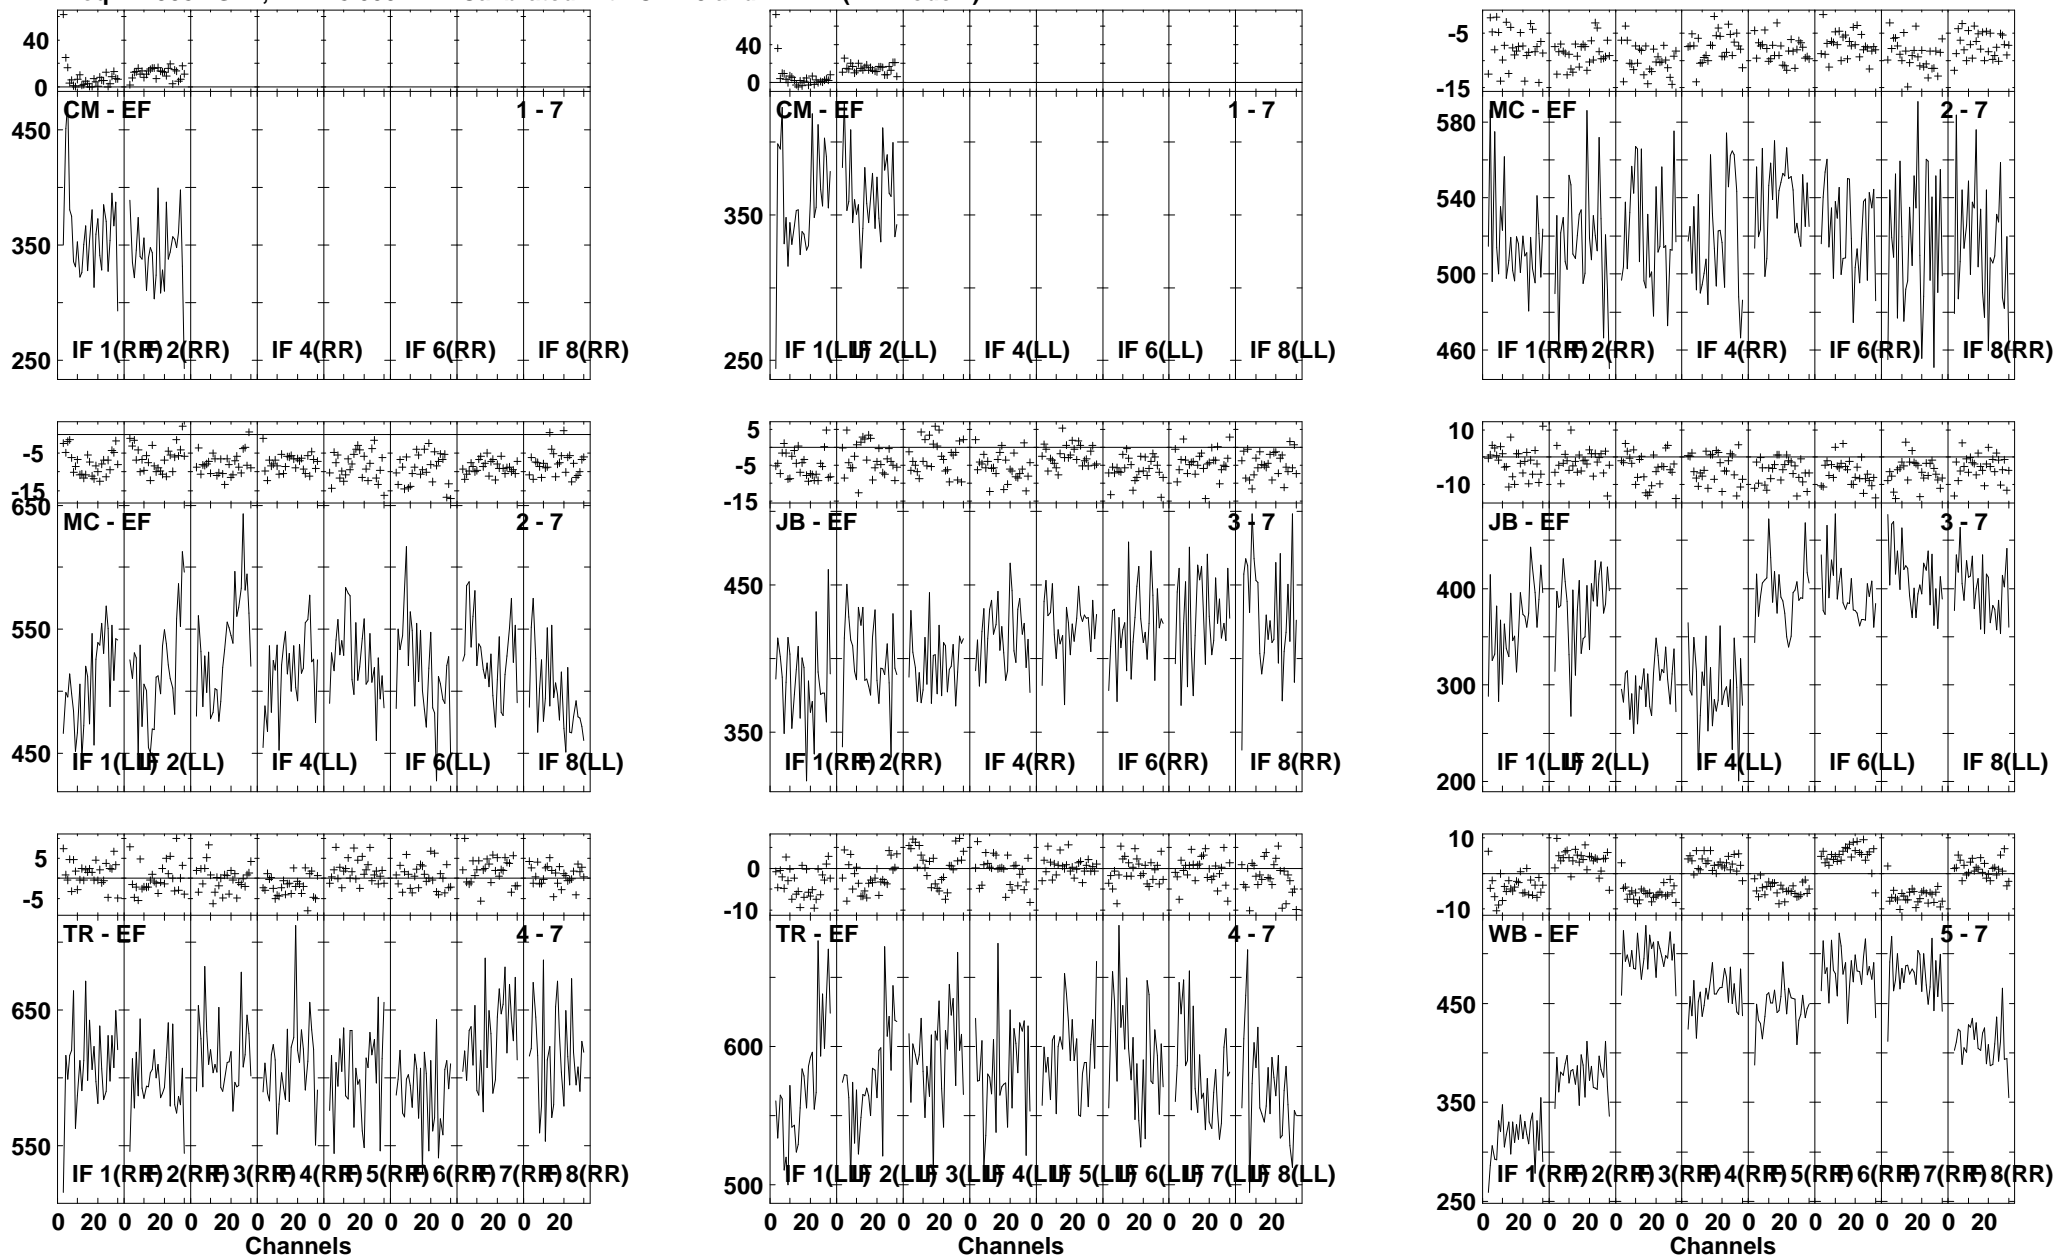 40
0
CM - EF 1 - 7
450
350
250
IF 1(RR) IF 2(RR) IF 4(RR) IF 6(RR) IF 8(RR)
40
0
CM - EF 1 - 7
350
250
IF 1(LL) IF 2(LL) IF 4(LL) IF 6(LL) IF 8(LL)
-5
-15
MC - EF 2 - 7
580
540
500
460
IF 1(RR) IF 2(RR) IF 4(RR) IF 6(RR) IF 8(RR)
-5
-15
650
MC - EF 2 - 7
550
450
IF 1(LL) IF 2(LL) IF 4(LL) IF 6(LL) IF 8(LL)
5
-5
-15
JB - EF 3 - 7
450
350
IF 1(RR) IF 2(RR) IF 4(RR) IF 6(RR) IF 8(RR)
10
-10
JB - EF 3 - 7
400
300
200
IF 1(LL) IF 2(LL) IF 4(LL) IF 6(LL) IF 8(LL)
5
-5
TR - EF 4 - 7
650
550
IF 1(RR) IF 2(RR) IF 3(RR) IF 4(RR) IF 5(RR) IF 6(RR) IF 7(RR) IF 8(RR)
0 20 0 20 0 20 0 20 0 20 0 20 0 20 0 20
Channels
0
-10
TR - EF 4 - 7
600
500
IF 1(LL) IF 2(LL) IF 3(LL) IF 4(LL) IF 5(LL) IF 6(LL) IF 7(LL) IF 8(LL)
0 20 0 20 0 20 0 20 0 20 0 20 0 20 0 20
Channels
10
-10
WB - EF 5 - 7
450
350
250
IF 1(RR) IF 2(RR) IF 3(RR) IF 4(RR) IF 5(RR) IF 6(RR) IF 7(RR) IF 8(RR)
0 20 0 20 0 20 0 20 0 20 0 20 0 20 0 20
Channels